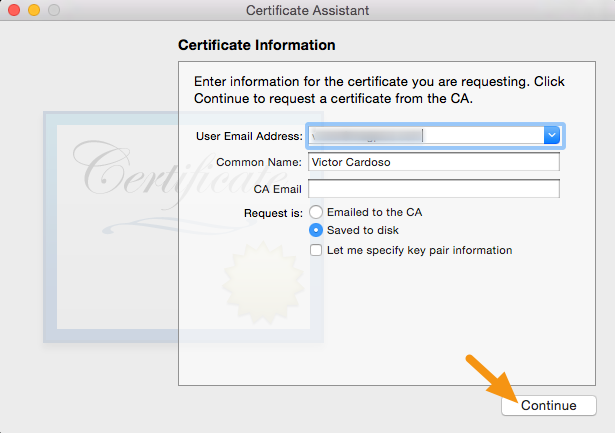 Certificate Assistant
Certificate Information
Enter information for the certificate you are requesting. Click
Continue to request a certificate from the CA.
User Email Address:
Common Name: Victor Cardoso
CA Email
Request is: Emailed to the CA
Saved to disk
Let me specify key pair information
Certificate
Continue